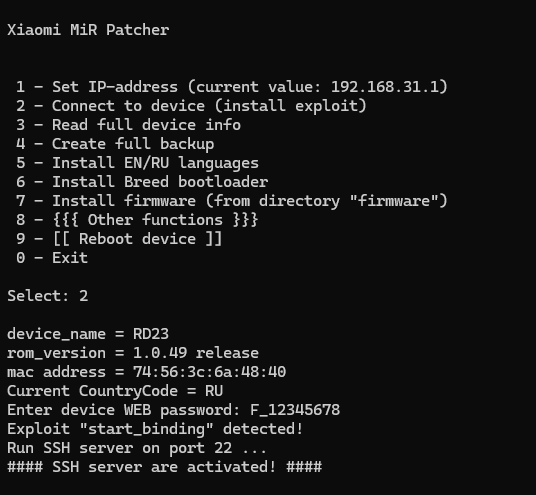 Xiaomi MiR Patcher
1 - Set IP-address (current value: 192.168.31.1)
2 - Connect to device (install exploit)
3 - Read full device info
4 - Create full backup
5 - Install EN/RU languages
6 - Install Breed bootloader
7 - Install firmware (from directory "firmware")
8 - {{{ Other functions }}}
9 - [[ Reboot device ]]
0 - Exit
Select: 2
device_name = RD23
rom_version = 1.0.49 release
mac address = 74:56:3c:6a:48:40
Current CountryCode = RU
Enter device WEB password: F_12345678
Exploit "start_binding" detected!
Run SSH server on port 22 ...
#### SSH server are activated! ####